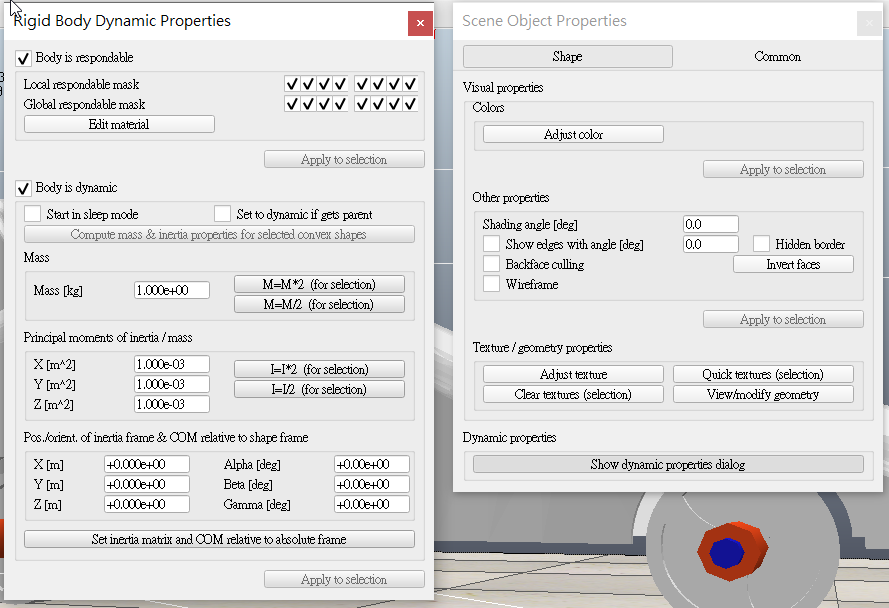 Rigid Body Dynamic Properties
Body is respondable
Local respondable mask
Global respondable mask
Edit material
Apply to selection
Body is dynamic
Start in sleep mode Set to dynamic if gets parent
Compute mass & inertia properties for selected convex shapes
Mass
Mass [kg] 1.000e+00 M=M*2 (for selection)
M=M/2 (for selection)
Principal moments of inertia / mass
X [m^2] 1.000e-03 I=I*2 (for selection)
Y [m^2] 1.000e-03 I=I/2 (for selection)
Z [m^2] 1.000e-03
Pos./orient. of inertia frame & COM relative to shape frame
X [m] +0.000e+00 Alpha [deg] +0.00e+00
Y [m] +0.000e+00 Beta [deg] +0.00e+00
Z [m] +0.000e+00 Gamma [deg] +0.00e+00
Set inertia matrix and COM relative to absolute frame
Apply to selection
Scene Object Properties
Shape Common
Visual properties
Colors
Adjust color
Apply to selection
Other properties
Shading angle [deg] 0.0
Show edges with angle [deg] 0.0 Hidden border
Backface culling Invert faces
Wireframe
Apply to selection
Texture / geometry properties
Adjust texture Quick textures (selection)
Clear textures (selection) View/modify geometry
Dynamic properties
Show dynamic properties dialog